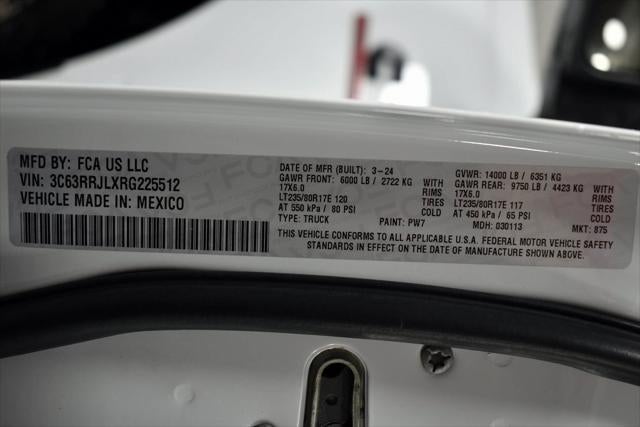 MFD BY: FCA US LLC
VIN: 3C63RRJLXRG225512
VEHICLE MADE IN: MEXICO
DATE OF MFR (BUILT): 3-24
GAWR FRONT: 6000 LB / 2722 KG WITH
17X6.0 RIMS
LT235/80R17E 120 TIRES
AT 550 kPa / 80 PSI COLD
TYPE: TRUCK PAINT: PW7
GVWR: 14000 LB / 6351 KG
GAWR REAR: 9750 LB / 4423 KG WITH
17X6.0 RIMS
LT235/80R17E 117 TIRES
AT 450 kPa / 65 PSI COLD
MDH: 030113 MKT: 875
THIS VEHICLE CONFORMS TO ALL APPLICABLE U.S.A. FEDERAL MOTOR VEHICLE SAFETY
STANDARDS IN EFFECT ON THE DATE OF MANUFACTURE SHOWN ABOVE.